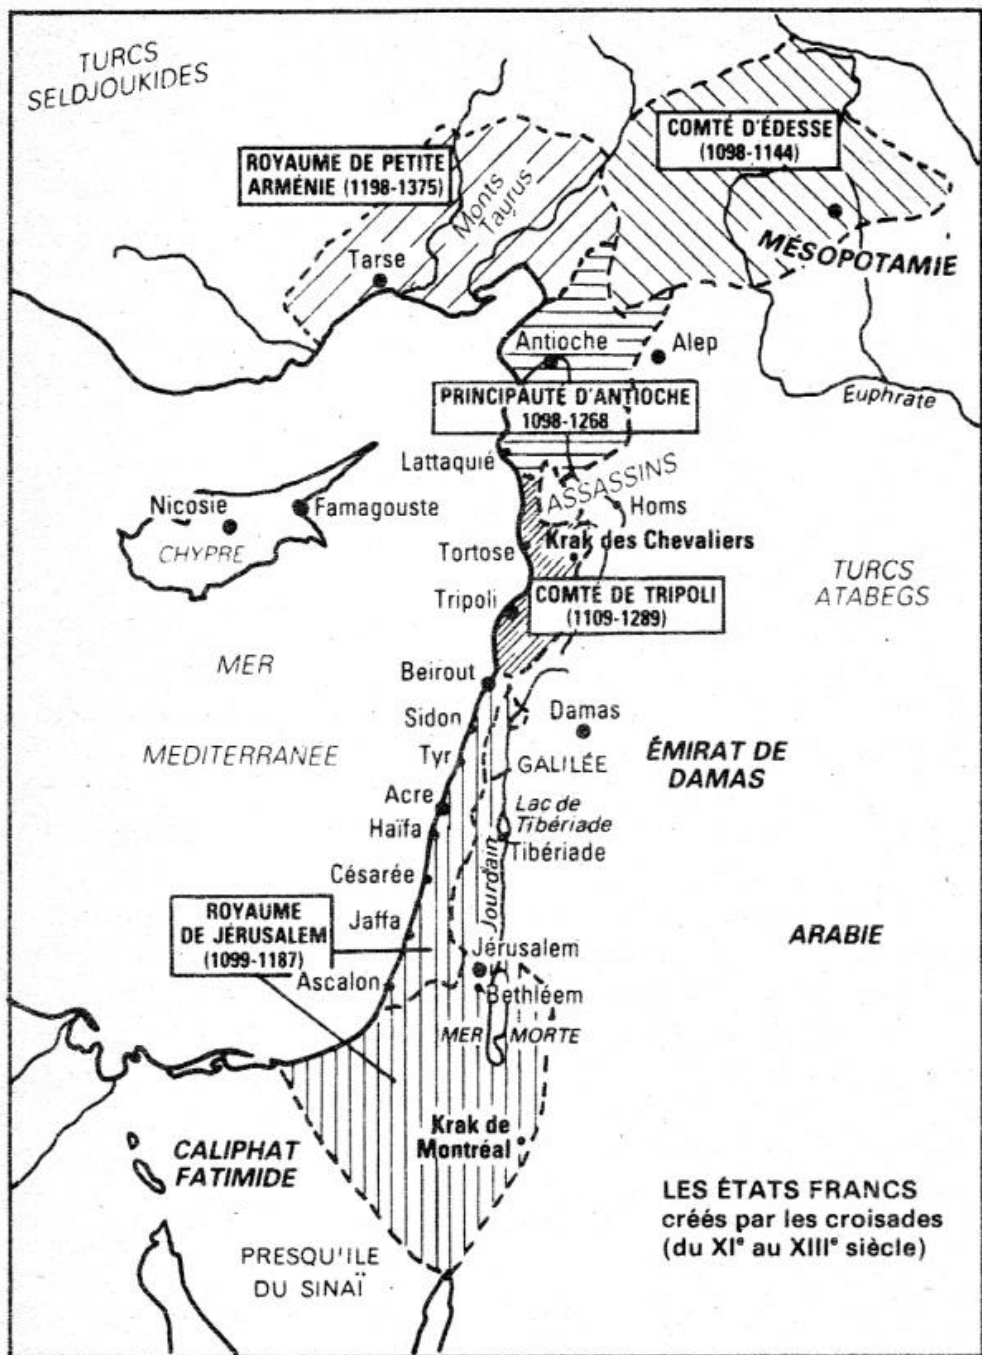 TURCS
SELDJOUKIDES
COMTÉ D'ÉDESSE
(1098-1144)
ROYAUME DE PETITE
ARMÉNIE (1198-1375)
Monts
Taurus
MÉSOPOTAMIE
Tarse
Antioche
Alep
PRINCIPAUTÉ D'ANTIOCHE
1098-1268
Euphrate
Lattaquié
ASSASSINS
Nicosie
Famagouste
Homs
CHYPRE
Tortose
Krak des Chevaliers
TURCS
ATABEGS
Tripoli
COMTÉ DE TRIPOLI
(1109-1289)
MER
Beirout
Sidon
Damas
MEDITERRANEE
Tyr
GALILÉE
ÉMIRAT DE
DAMAS
Acre
Lac de
Tibériade
Haïfa
Tibériade
Césarée
Jourdain
ROYAUME
DE JÉRUSALEM
(1099-1187)
Jaffa
ARABIE
Jérusalem
Ascalon
Bethléem
MER MORTE
Krak de
Montréal
CALIPHAT
FATIMIDE
LES ÉTATS FRANCS
créés par les croisades
(du XIe au XIIIe siècle)
PRESQU'ILE
DU SINAÏ